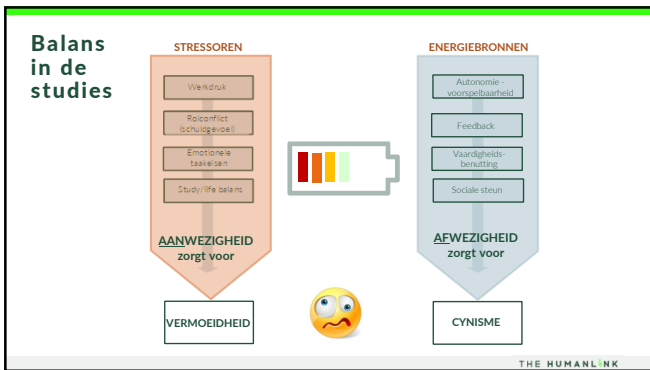 Balans
in de
studies
STRESSOREN
Werkdruk
Rolconflict
(schuldgevoel)
Emotionele
taakeisen
Study/life balans
AANWEZIGHEID
zorgt voor
VERMOEIDHEID
ENERGIEBRONNEN
Autonomie -
voorspelbaarheid
Feedback
Vaardigheids-
benutting
Sociale steun
AFWEZIGHEID
zorgt voor
CYNISME
THE HUMANLINK